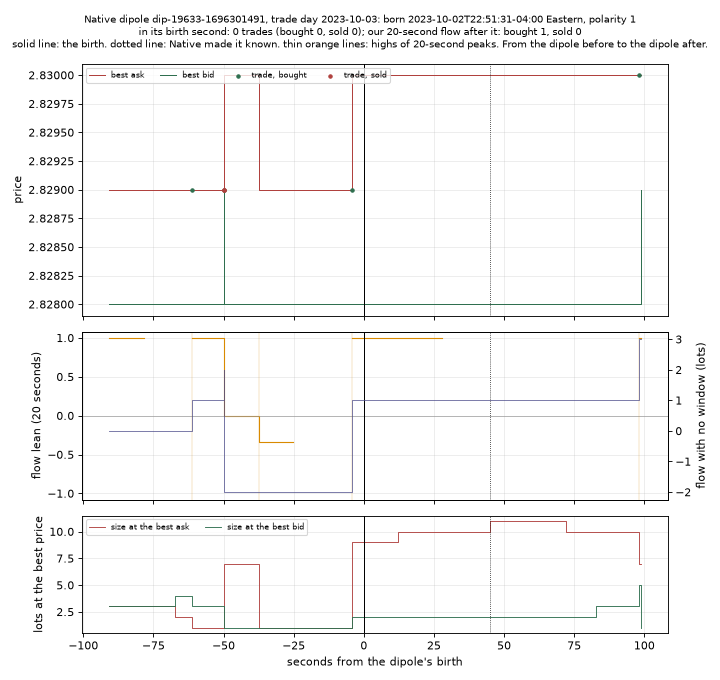 Native dipole dip-19633-1696301491, trade day 2023-10-03: born 2023-10-02T22:51:31-04:00 Eastern, polarity 1
in its birth second: 0 trades (bought 0, sold 0); our 20-second flow after it: bought 1, sold 0
solid line: the birth. dotted line: Native made it known. thin orange lines: highs of 20-second peaks. From the dipole before to the dipole after.
best ask best bid trade, bought trade, sold
2.83000
2.82975
2.82950
2.82925
2.82900
2.82875
2.82850
2.82825
2.82800
price
1.0
0.5
0.0
−0.5
−1.0
flow lean (20 seconds)
3
2
1
0
−1
−2
flow with no window (lots)
size at the best ask size at the best bid
10.0
7.5
5.0
2.5
lots at the best price
−100 −75 −50 −25 0 25 50 75 100
seconds from the dipole's birth